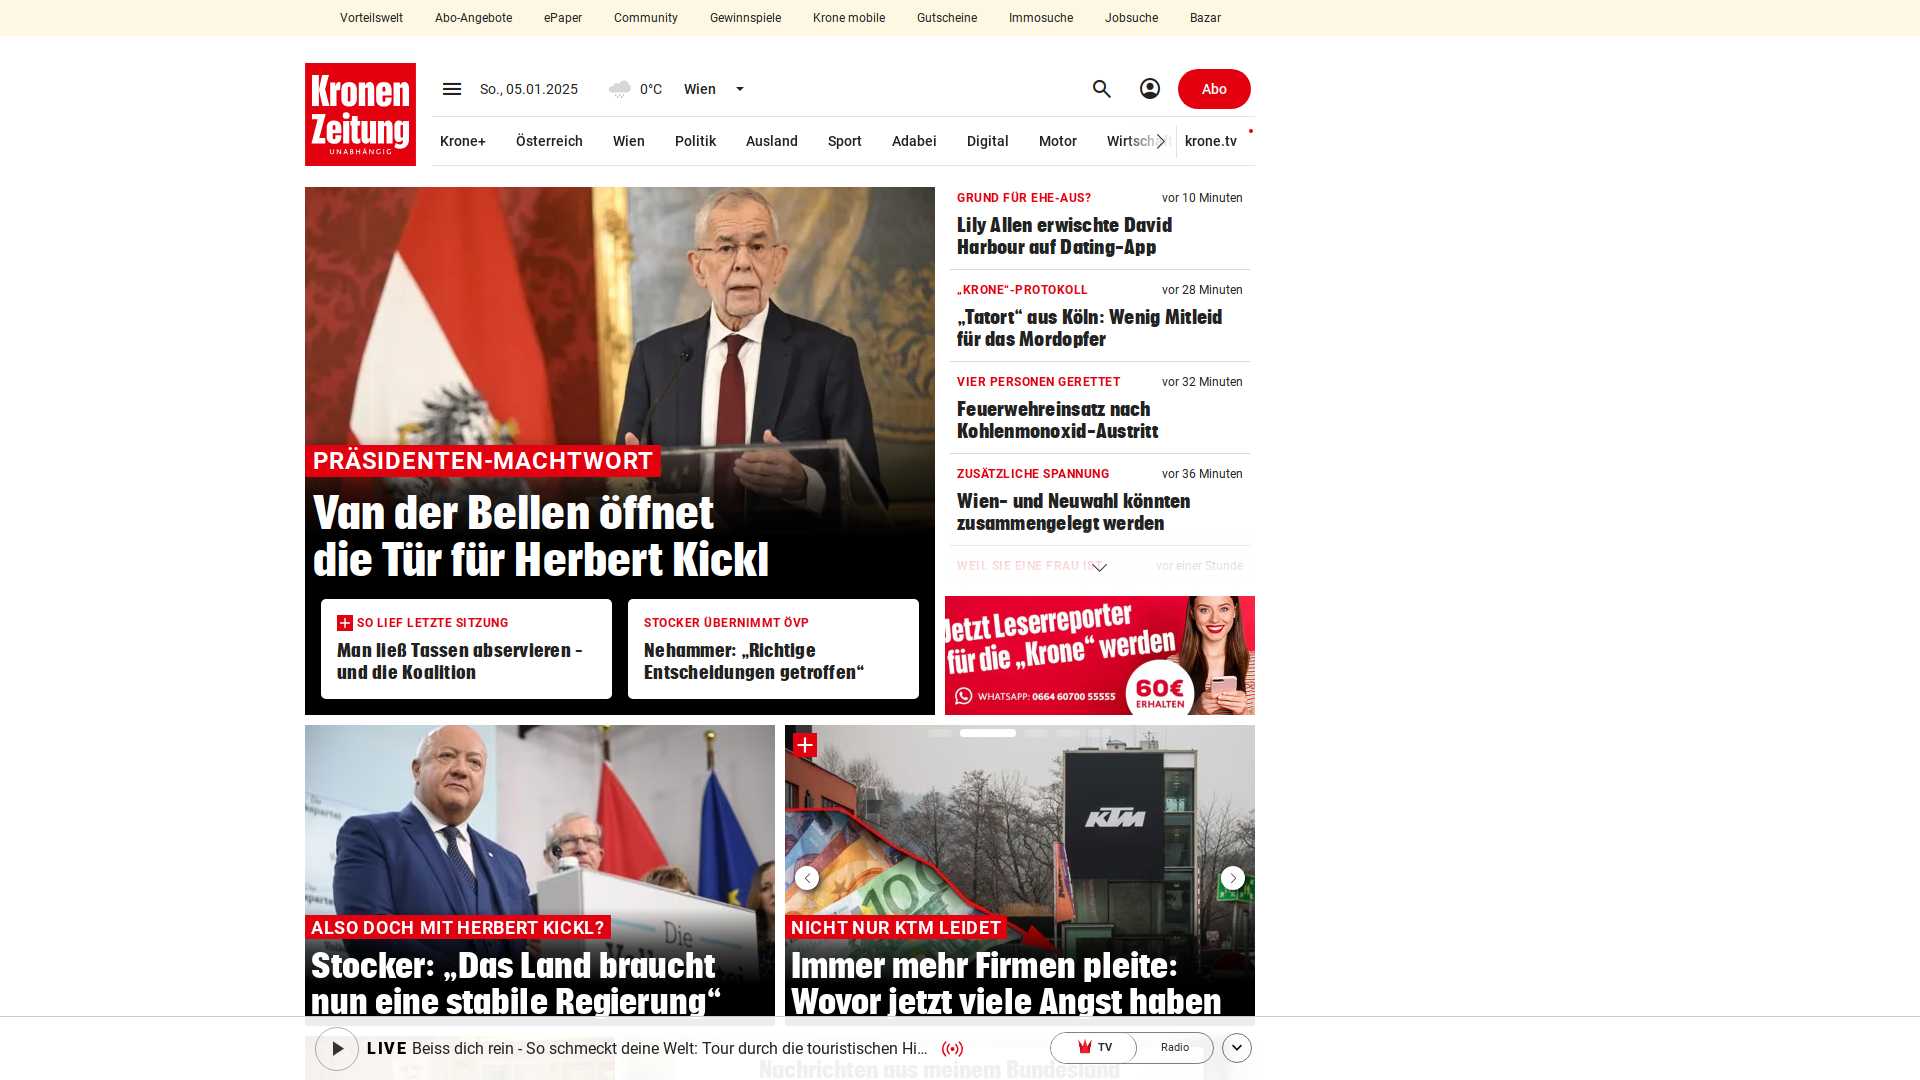 Vorteilswelt Abo-Angebote ePaper Community Gewinnspiele Krone mobile Gutscheine Immosuche Jobsuche Bazar
Kronen
Zeitung
UNABHÄNGIG
So., 05.01.2025 0°C Wien
Abo
Krone+ Österreich Wien Politik Ausland Sport Adabei Digital Motor Wirtschaft krone.tv
PRÄSIDENTEN-MACHTWORT
Van der Bellen öffnet
die Tür für Herbert Kickl
SO LIEF LETZTE SITZUNG
Man ließ Tassen abservieren –
und die Koalition
STOCKER ÜBERNIMMT ÖVP
Nehammer: „Richtige
Entscheidungen getroffen“
GRUND FÜR EHE-AUS? vor 10 Minuten
Lily Allen erwischte David
Harbour auf Dating-App
„KRONE“-PROTOKOLL vor 28 Minuten
„Tatort“ aus Köln: Wenig Mitleid
für das Mordopfer
VIER PERSONEN GERETTET vor 32 Minuten
Feuerwehreinsatz nach
Kohlenmonoxid-Austritt
ZUSÄTZLICHE SPANNUNG vor 36 Minuten
Wien- und Neuwahl könnten
zusammengelegt werden
WEIL SIE EINE FRAU IST vor einer Stunde
Jetzt Leserreporter
für die „Krone“ werden
WHATSAPP: 0664 60700 55555
60€
ERHALTEN
Die
ALSO DOCH MIT HERBERT KICKL?
Stocker: „Das Land braucht
nun eine stabile Regierung“
KTM
100
NICHT NUR KTM LEIDET
Immer mehr Firmen pleite:
Wovor jetzt viele Angst haben
LIVE Beiss dich rein - So schmeckt deine Welt: Tour durch die touristischen Hi...
TV Radio
Nachrichten aus meinem Bundesland